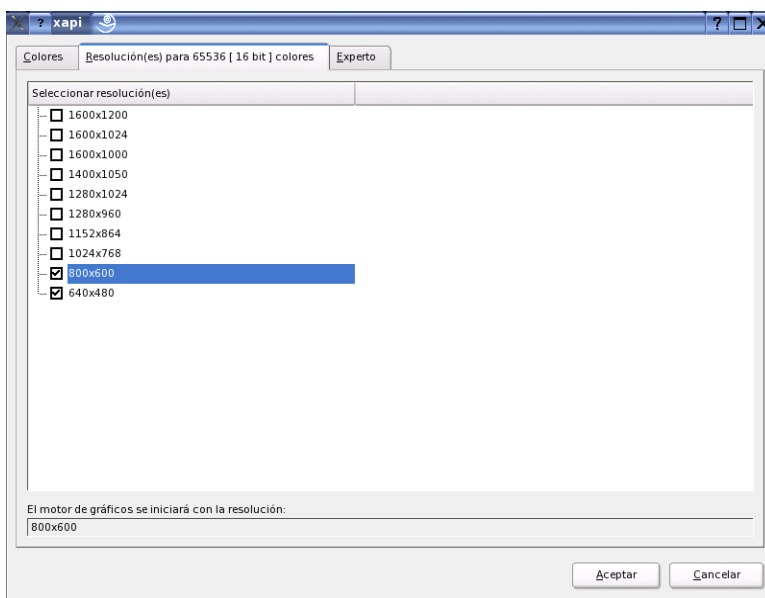 ? xapi ? X
Colores Resolución(es) para 65536 [ 16 bit ] colores Experto
Seleccionar resolución(es)
1600x1200
1600x1024
1600x1000
1400x1050
1280x1024
1280x960
1152x864
1024x768
800x600
640x480
El motor de gráficos se iniciará con la resolución:
800x600
Aceptar Cancelar